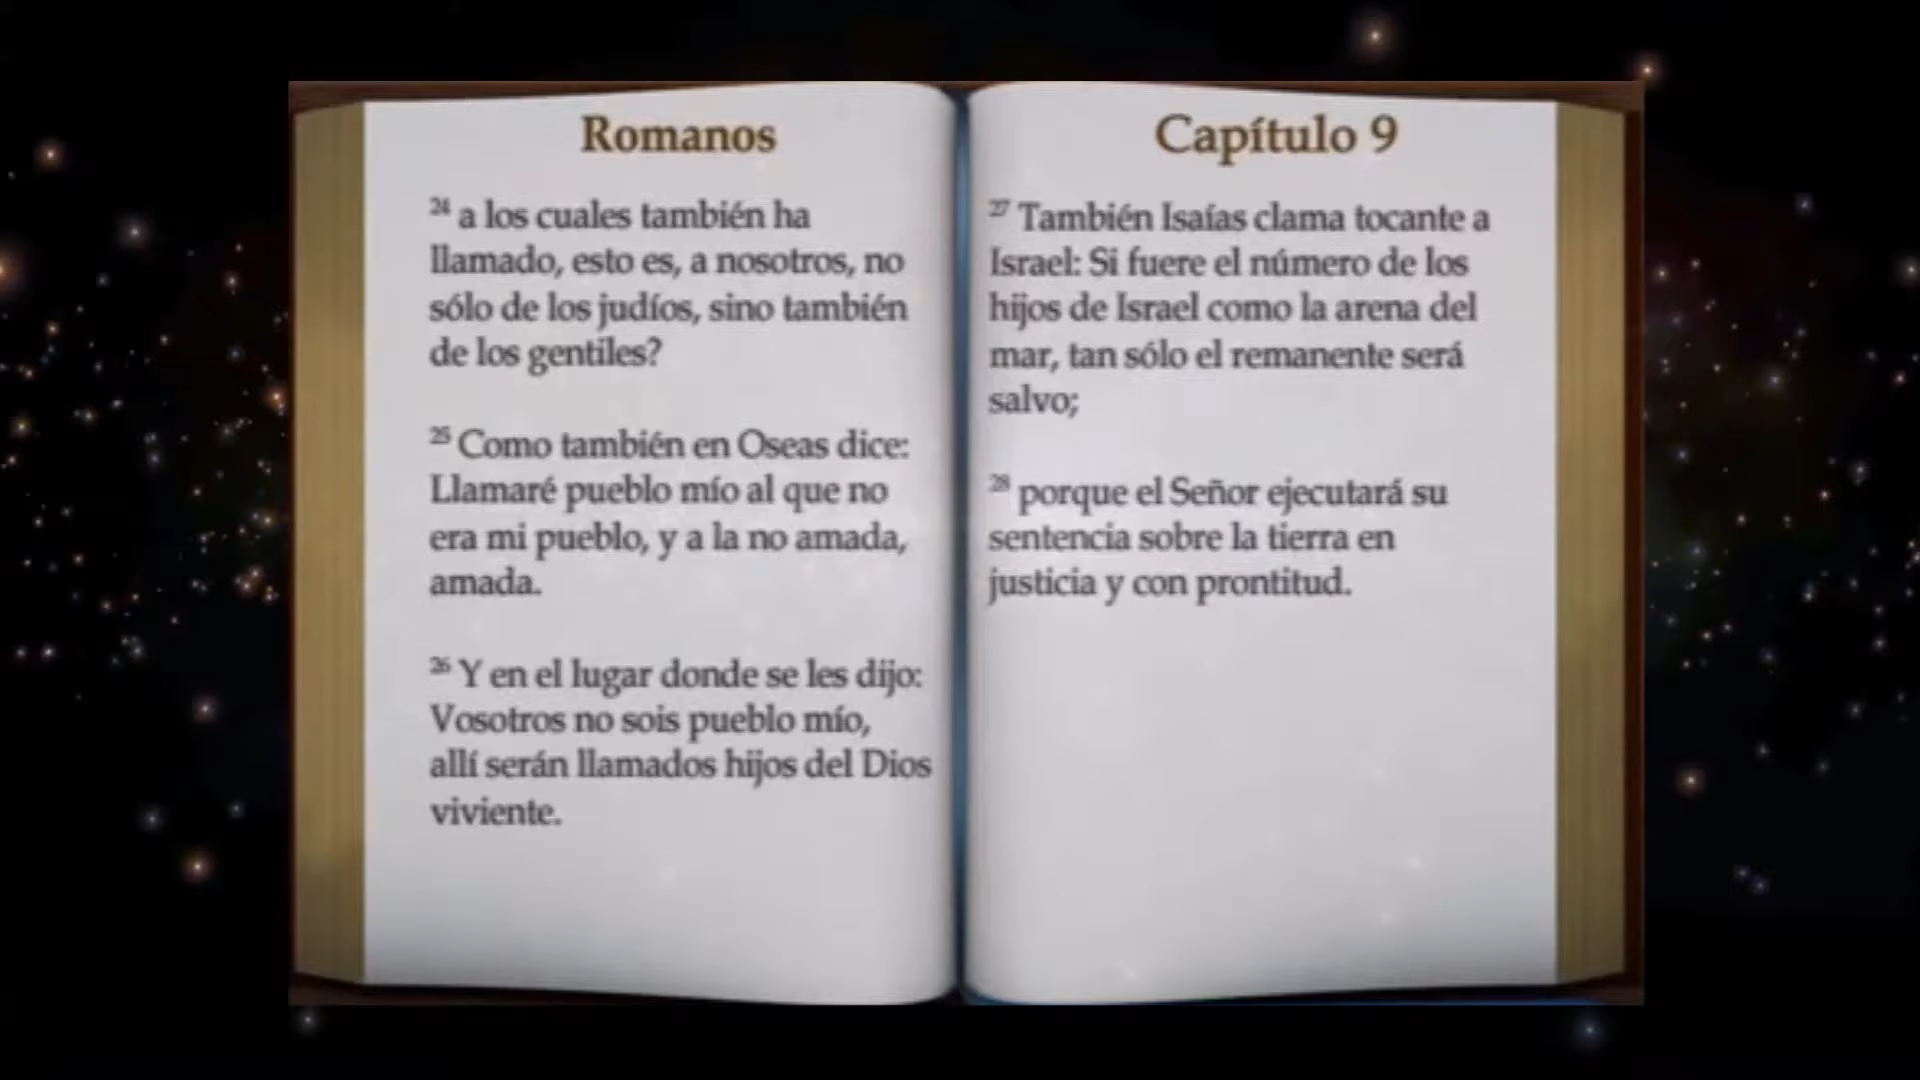 Romanos
24 a los cuales también ha
llamado, esto es, a nosotros, no
sólo de los judíos, sino también
de los gentiles?
25 Como también en Oseas dice:
Llamaré pueblo mío al que no
era mi pueblo, y a la no amada,
amada.
26 Y en el lugar donde se les dijo:
Vosotros no sois pueblo mío,
allí serán llamados hijos del Dios
viviente.
Capítulo 9
27 También Isaías clama tocante a
Israel: Si fuere el número de los
hijos de Israel como la arena del
mar, tan sólo el remanente será
salvo;
28 porque el Señor ejecutará su
sentencia sobre la tierra en
justicia y con prontitud.